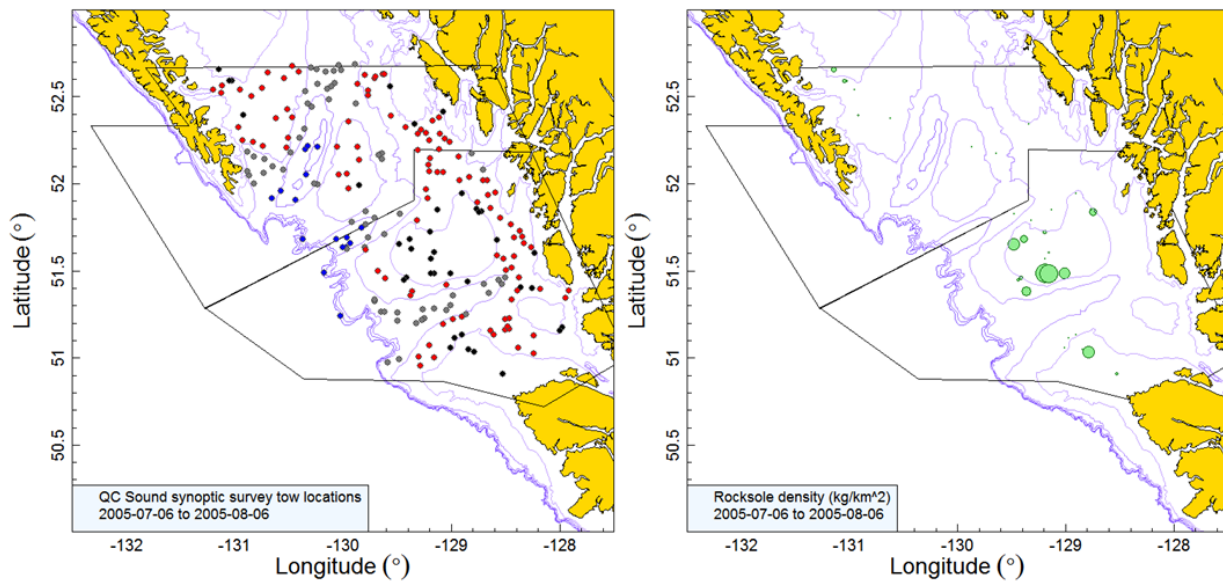 52.5
52
51.5
51
50.5
Latitude (°)
QC Sound synoptic survey tow locations
2005-07-06 to 2005-08-06
-132
-131
-130
-129
-128
Longitude (°)
52.5
52
51.5
51
50.5
Latitude (°)
Rocksole density (kg/km^2)
2005-07-06 to 2005-08-06
-132
-131
-130
-129
-128
Longitude (°)